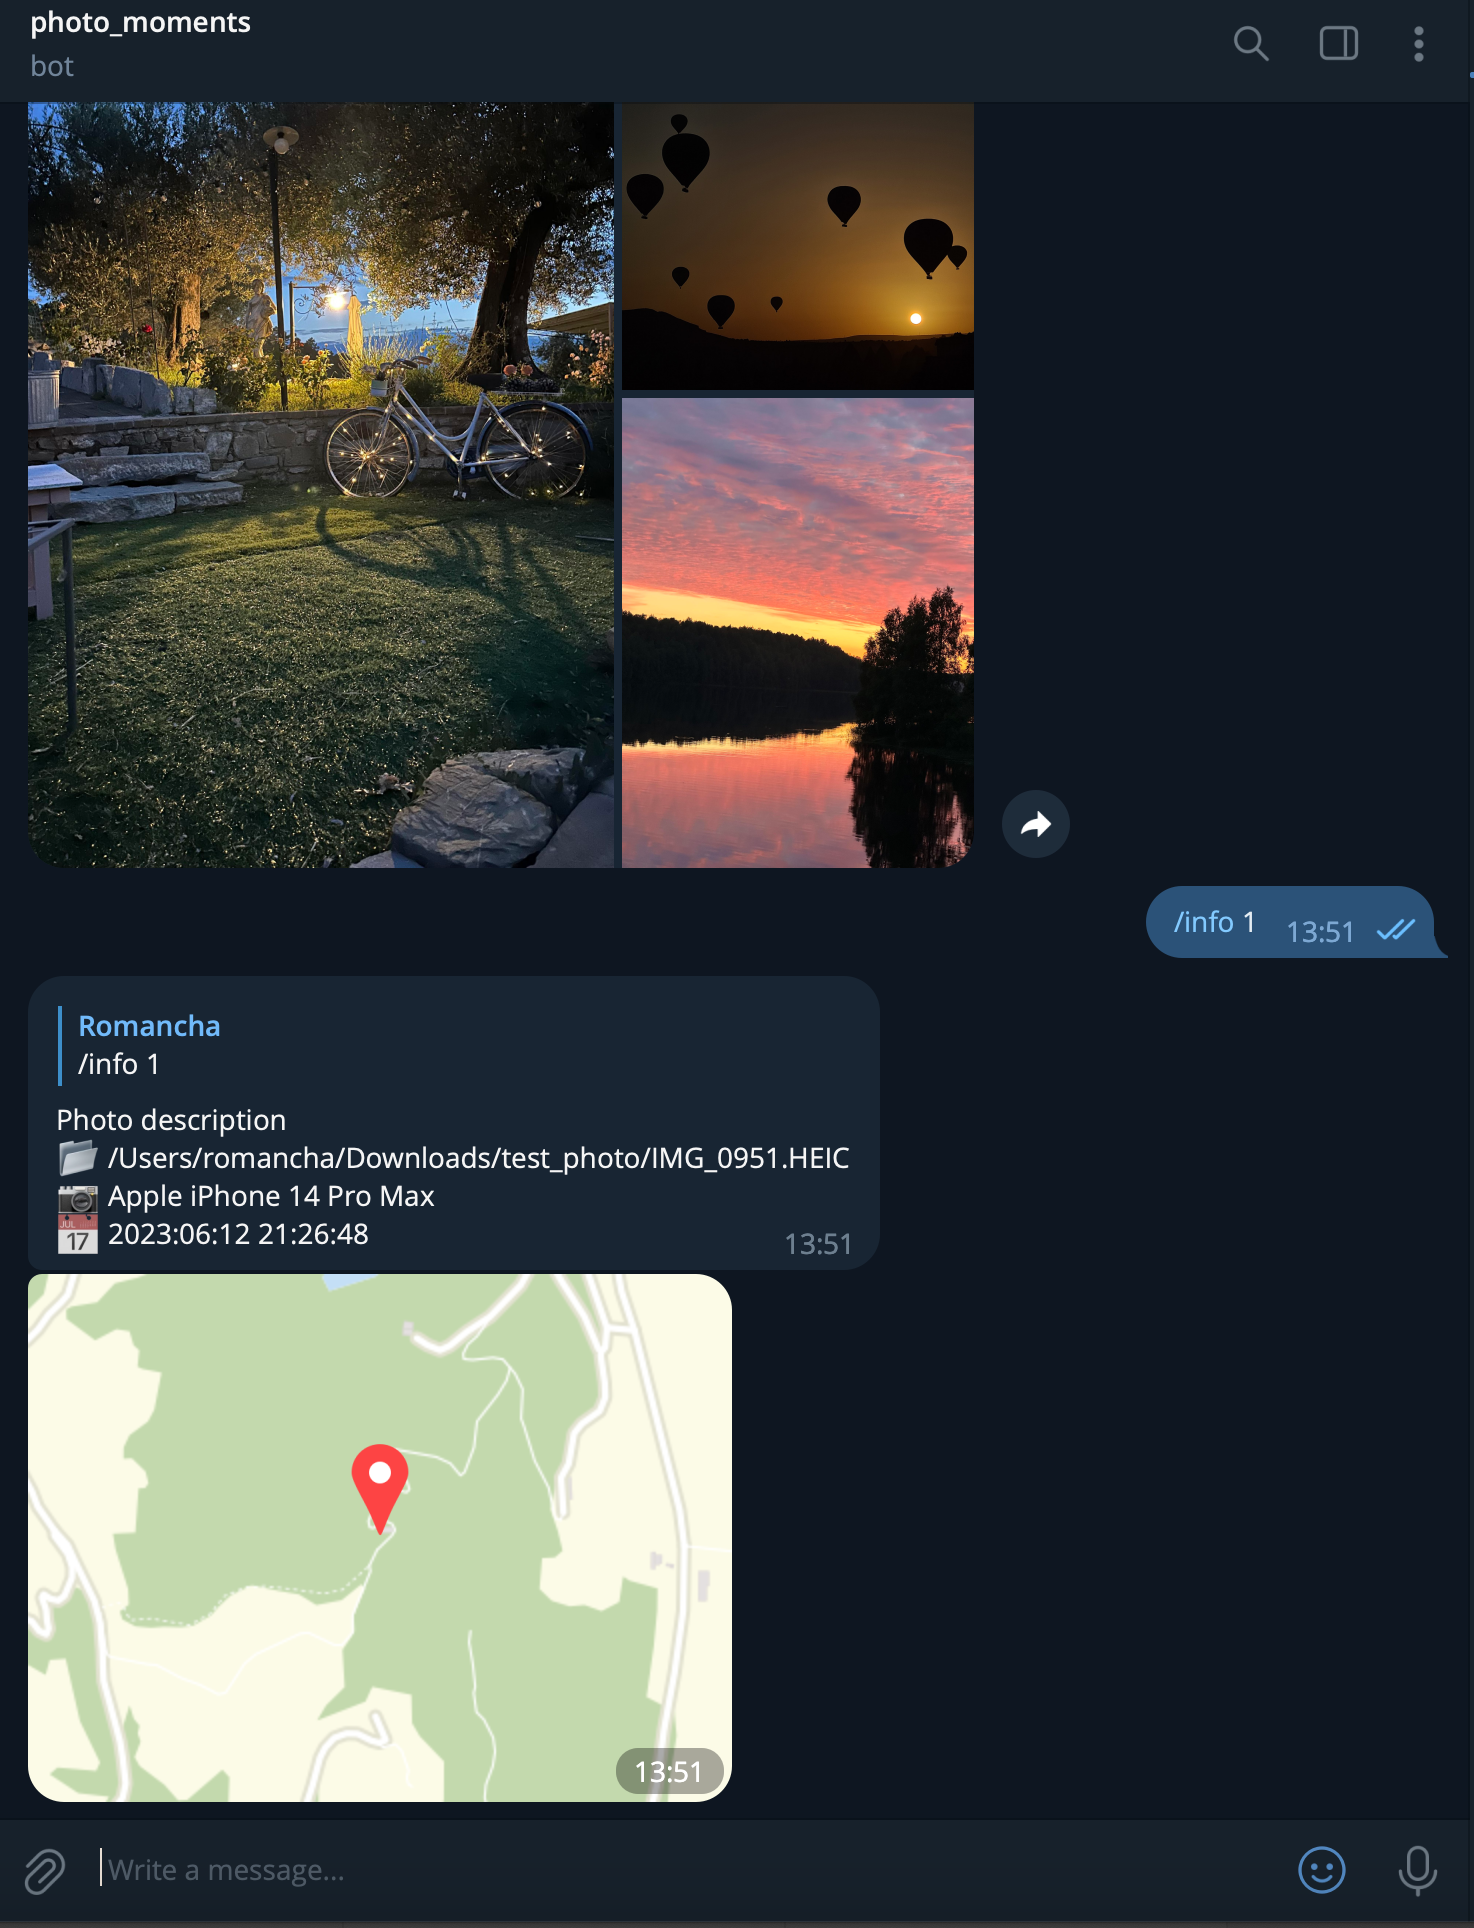 photo_moments
bot
/info 1 13:51
Romancha
/info 1
Photo description
/Users/romancha/Downloads/test_photo/IMG_0951.HEIC
Apple iPhone 14 Pro Max
JUL
17 2023:06:12 21:26:48
13:51
13:51
Write a message...